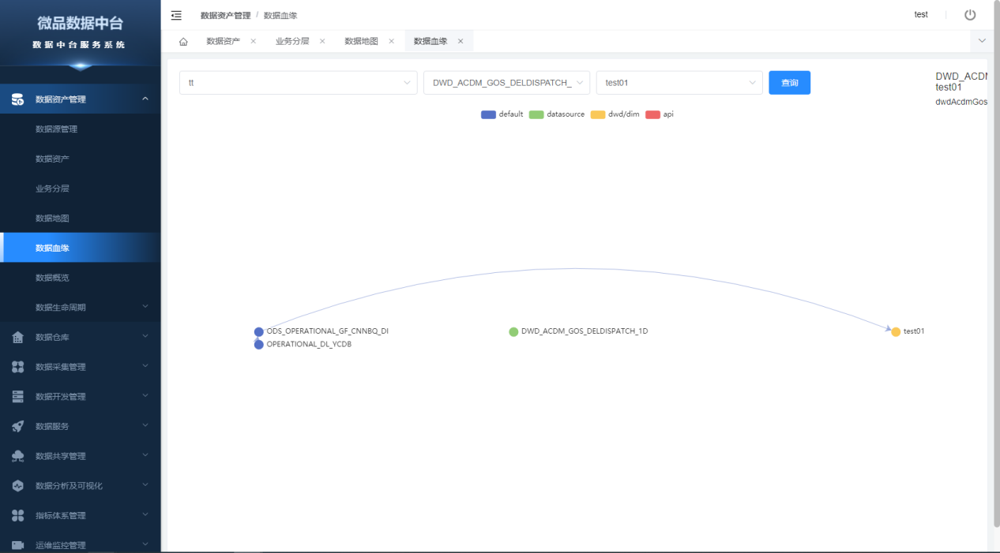 微品数据中台
数据中台服务系统
数据资产管理
数据源管理
数据资产
业务分层
数据地图
数据血缘
数据概览
数据生命周期
数据仓库
数据采集管理
数据开发管理
数据服务
数据共享管理
数据分析及可视化
指标体系管理
运维监控管理
数据资产管理 / 数据血缘
test
数据资产 × 业务分层 × 数据地图 × 数据血缘 ×
tt DWD_ACDM_GOS_DELDISPATCH_ test01 查询
default datasource dwd/dim api
DWD_ACDM
test01
dwdAcdmGos
ODS_OPERATIONAL_GF_CNNBQ_DI
OPERATIONAL_DL_YCDB
DWD_ACDM_GOS_DELDISPATCH_1D
test01